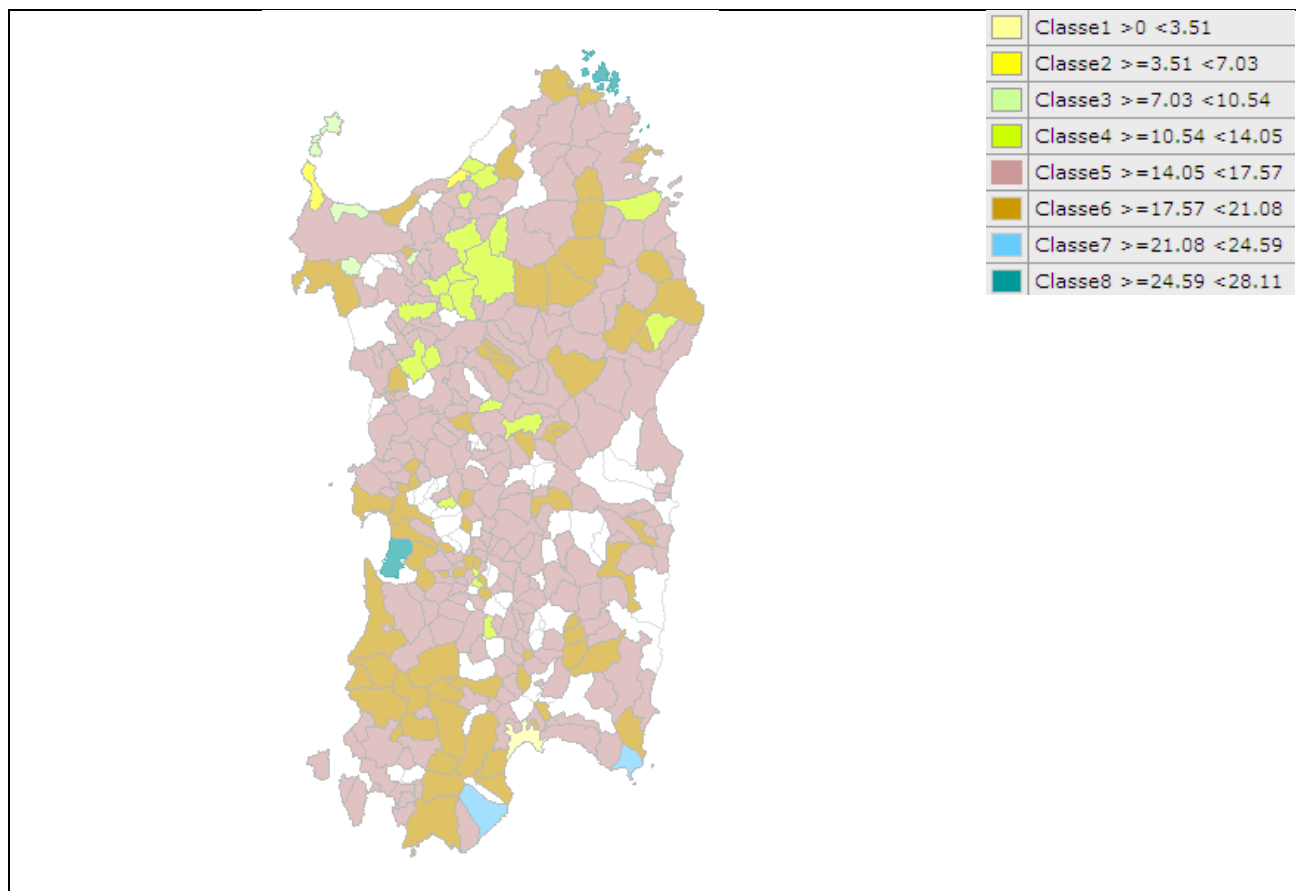 Classe1 >0 <3.51
Classe2 >=3.51 <7.03
Classe3 >=7.03 <10.54
Classe4 >=10.54 <14.05
Classe5 >=14.05 <17.57
Classe6 >=17.57 <21.08
Classe7 >=21.08 <24.59
Classe8 >=24.59 <28.11